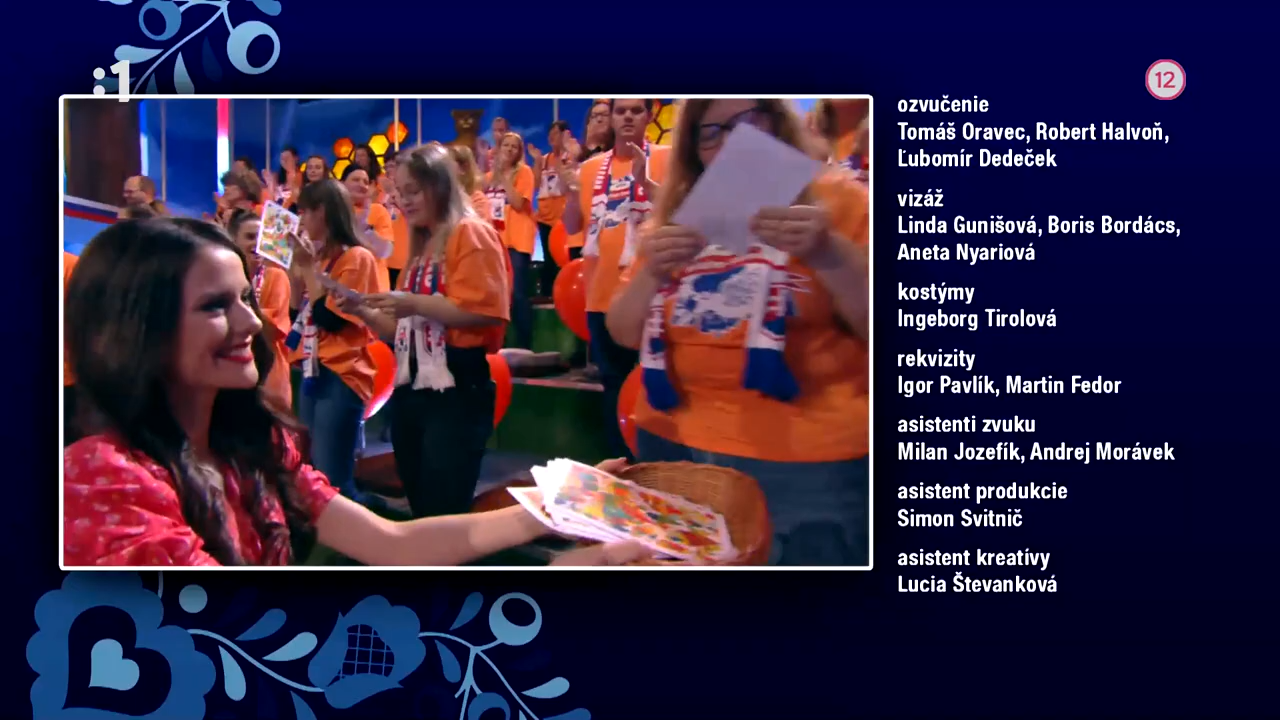 :1
12
ozvučenie
Tomáš Oravec, Robert Halvoň,
Ľubomír Dedeček
vizáž
Linda Gunišová, Boris Bordács,
Aneta Nyariová
kostýmy
Ingeborg Tirolová
rekvizity
Igor Pavlík, Martin Fedor
asistenti zvuku
Milan Jozefík, Andrej Morávek
asistent produkcie
Simon Svitnič
asistent kreatívy
Lucia Števanková